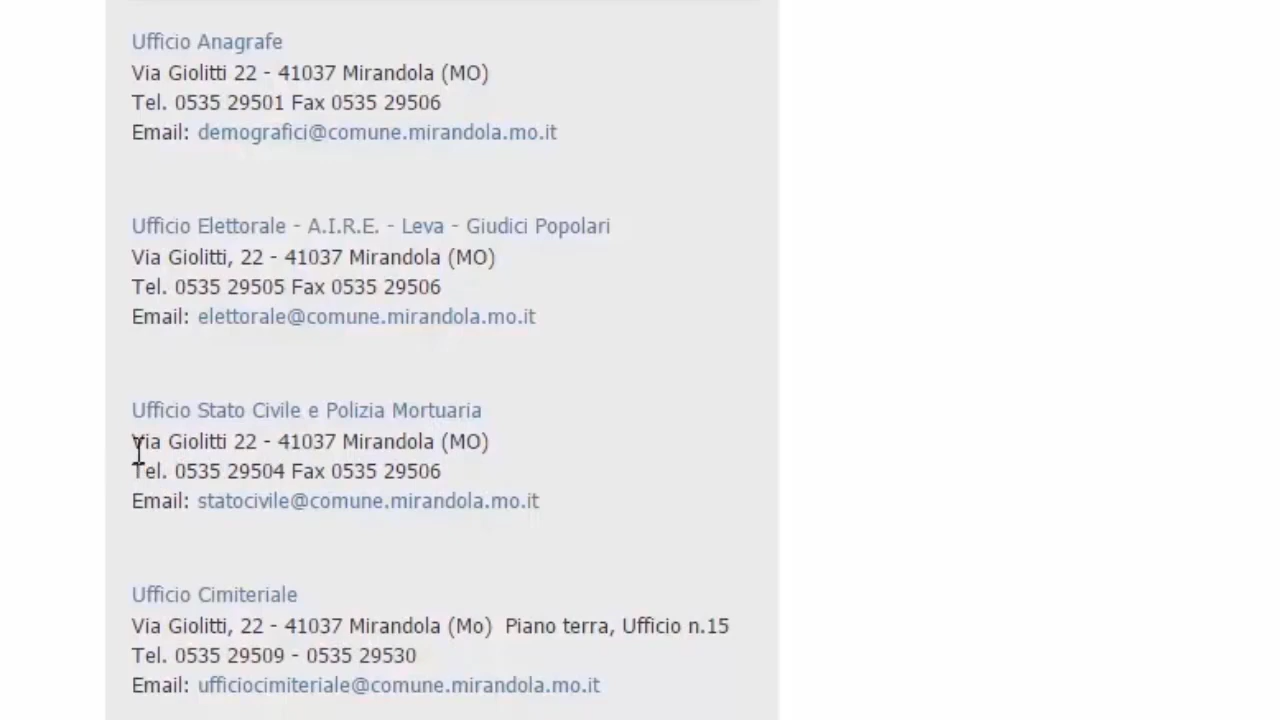 Ufficio Anagrafe
Via Giolitti 22 - 41037 Mirandola (MO)
Tel. 0535 29501 Fax 0535 29506
Email: demografici@comune.mirandola.mo.it
Ufficio Elettorale - A.I.R.E. - Leva - Giudici Popolari
Via Giolitti, 22 - 41037 Mirandola (MO)
Tel. 0535 29505 Fax 0535 29506
Email: elettorale@comune.mirandola.mo.it
Ufficio Stato Civile e Polizia Mortuaria
Via Giolitti 22 - 41037 Mirandola (MO)
Tel. 0535 29504 Fax 0535 29506
Email: statocivile@comune.mirandola.mo.it
Ufficio Cimiteriale
Via Giolitti, 22 - 41037 Mirandola (Mo)  Piano terra, Ufficio n.15
Tel. 0535 29509 - 0535 29530
Email: ufficiocimiteriale@comune.mirandola.mo.it